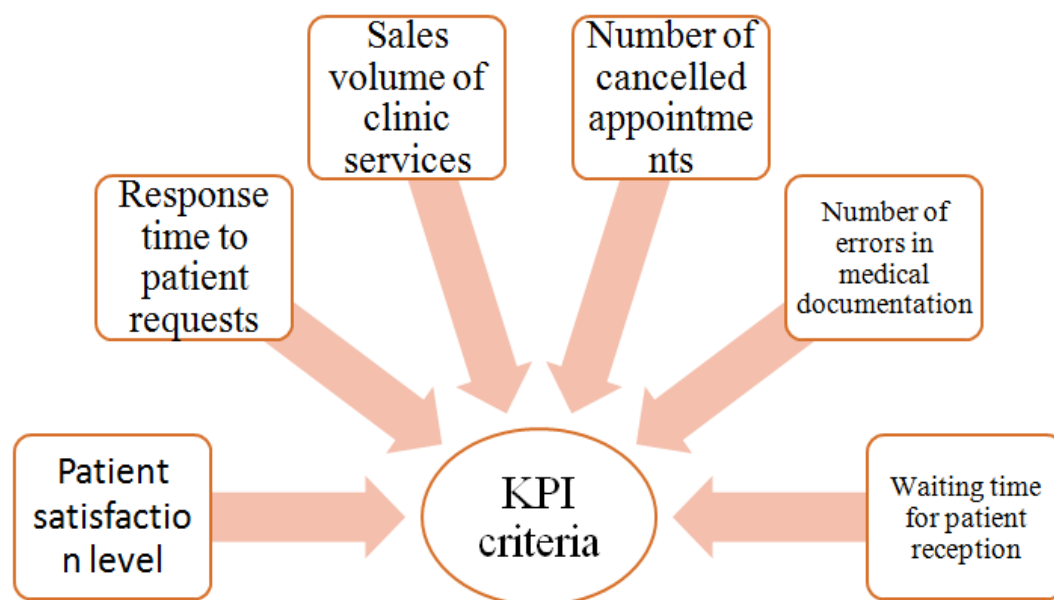 Sales
volume of
clinic
services
Number of
cancelled
appointme
nts
Response
time to
patient
requests
Number of
errors in
medical
documentation
Patient
satisfactio
n level
KPI
criteria
Waiting time
for patient
reception